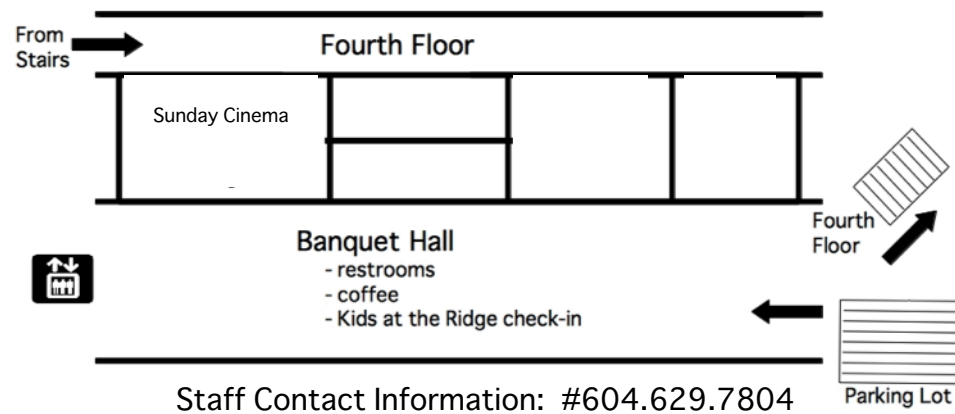 From
Stairs
Fourth Floor
Sunday Cinema
Banquet Hall
- restrooms
- coffee
- Kids at the Ridge check-in
Fourth
Floor
Parking Lot
Staff Contact Information: #604.629.7804